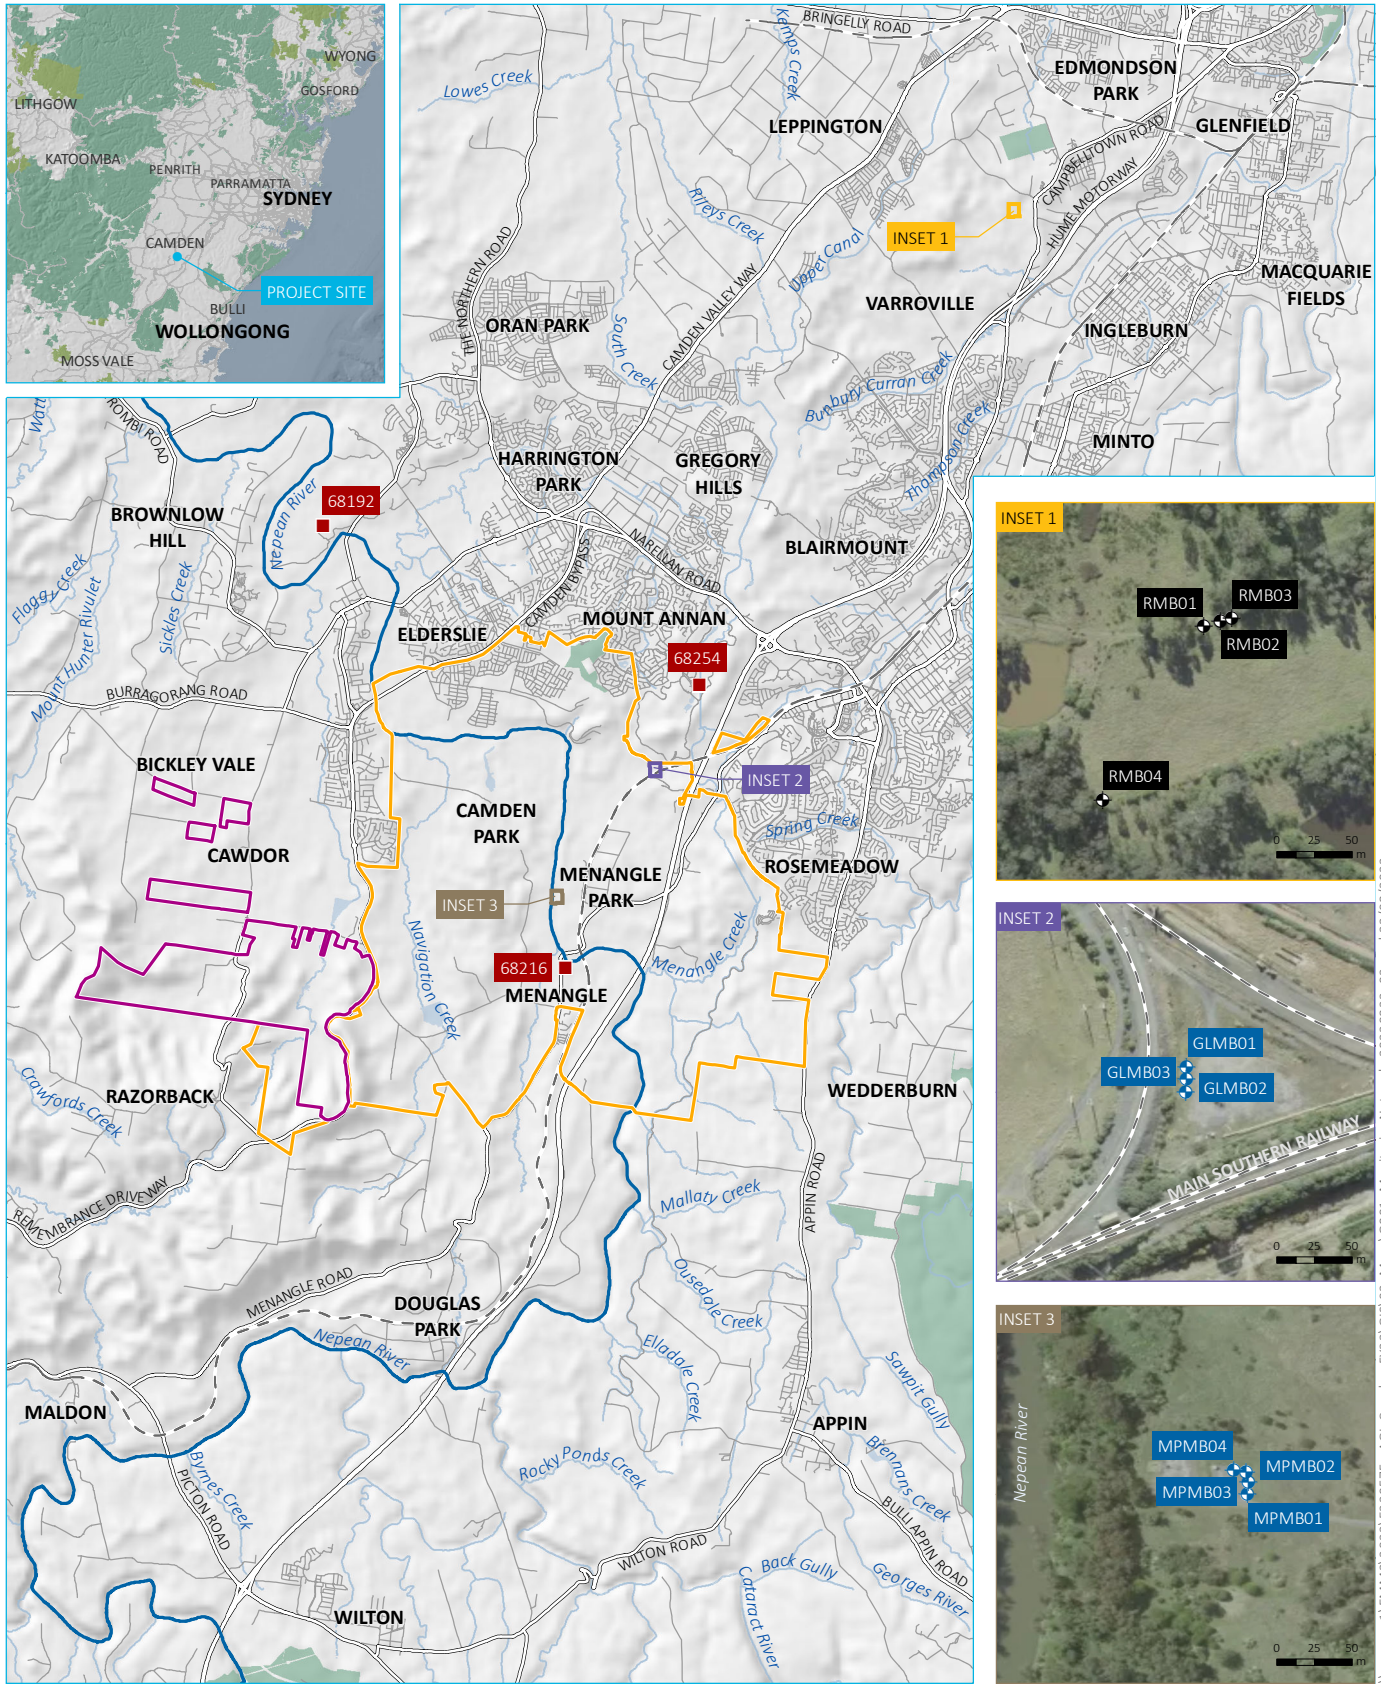 WYONG
GOSFORD
LITHGOW
KATOOMBA
PENRITH
PARRAMATTA
SYDNEY
CAMDEN
PROJECT SITE
BULLI
WOLLONGONG
MOSS VALE
BRINGELLY ROAD
Kemps Creek
EDMONDSON
PARK
Lowes Creek
LEPPINGTON
GLENFIELD
CAMPBELLTOWN ROAD
HUME MOTORWAY
Rileys Creek
INSET 1
Upper Canal
THE NORTHERN ROAD
CAMDEN VALLEY WAY
MACQUARIE
FIELDS
VARROVILLE
ORAN PARK
South Creek
INGLEBURN
Bunbury Curran Creek
Thompson Creek
MINTO
HARRINGTON
PARK
GREGORY
HILLS
68192
Nepean River
BROWNLOW
HILL
BLAIRMOUNT
NARELLAN ROAD
CAMDEN BYPASS
Flaggy Creek
Mount Hunter Rivulet
Sickles Creek
ELDERSLIE
MOUNT ANNAN
68254
BURRAGORANG ROAD
BICKLEY VALE
INSET 2
CAMDEN
PARK
Spring Creek
CAWDOR
ROSEMEADOW
MENANGLE
PARK
INSET 3
Navigation Creek
Menangle Creek
68216
MENANGLE
Crawfords Creek
RAZORBACK
WEDDERBURN
REMEMBRANCE DRIVEWAY
Mallaty Creek
APPIN ROAD
MENANGLE ROAD
Ousedale Creek
DOUGLAS
PARK
Nepean River
Elladale Creek
Sawpit Gully
MALDON
APPIN
Byrnes Creek
PICTON ROAD
Rocky Ponds Creek
Brennans Creek
BULLI APPIN ROAD
WILTON ROAD
Back Gully
Georges River
Cataract River
WILTON
INSET 1
RMB01
RMB03
RMB02
RMB04
0 25 50
m
INSET 2
GLMB01
GLMB03
GLMB02
MAIN SOUTHERN RAILWAY
0 25 50
m
INSET 3
Nepean River
MPMB04
MPMB02
MPMB03
MPMB01
0 25 50
m